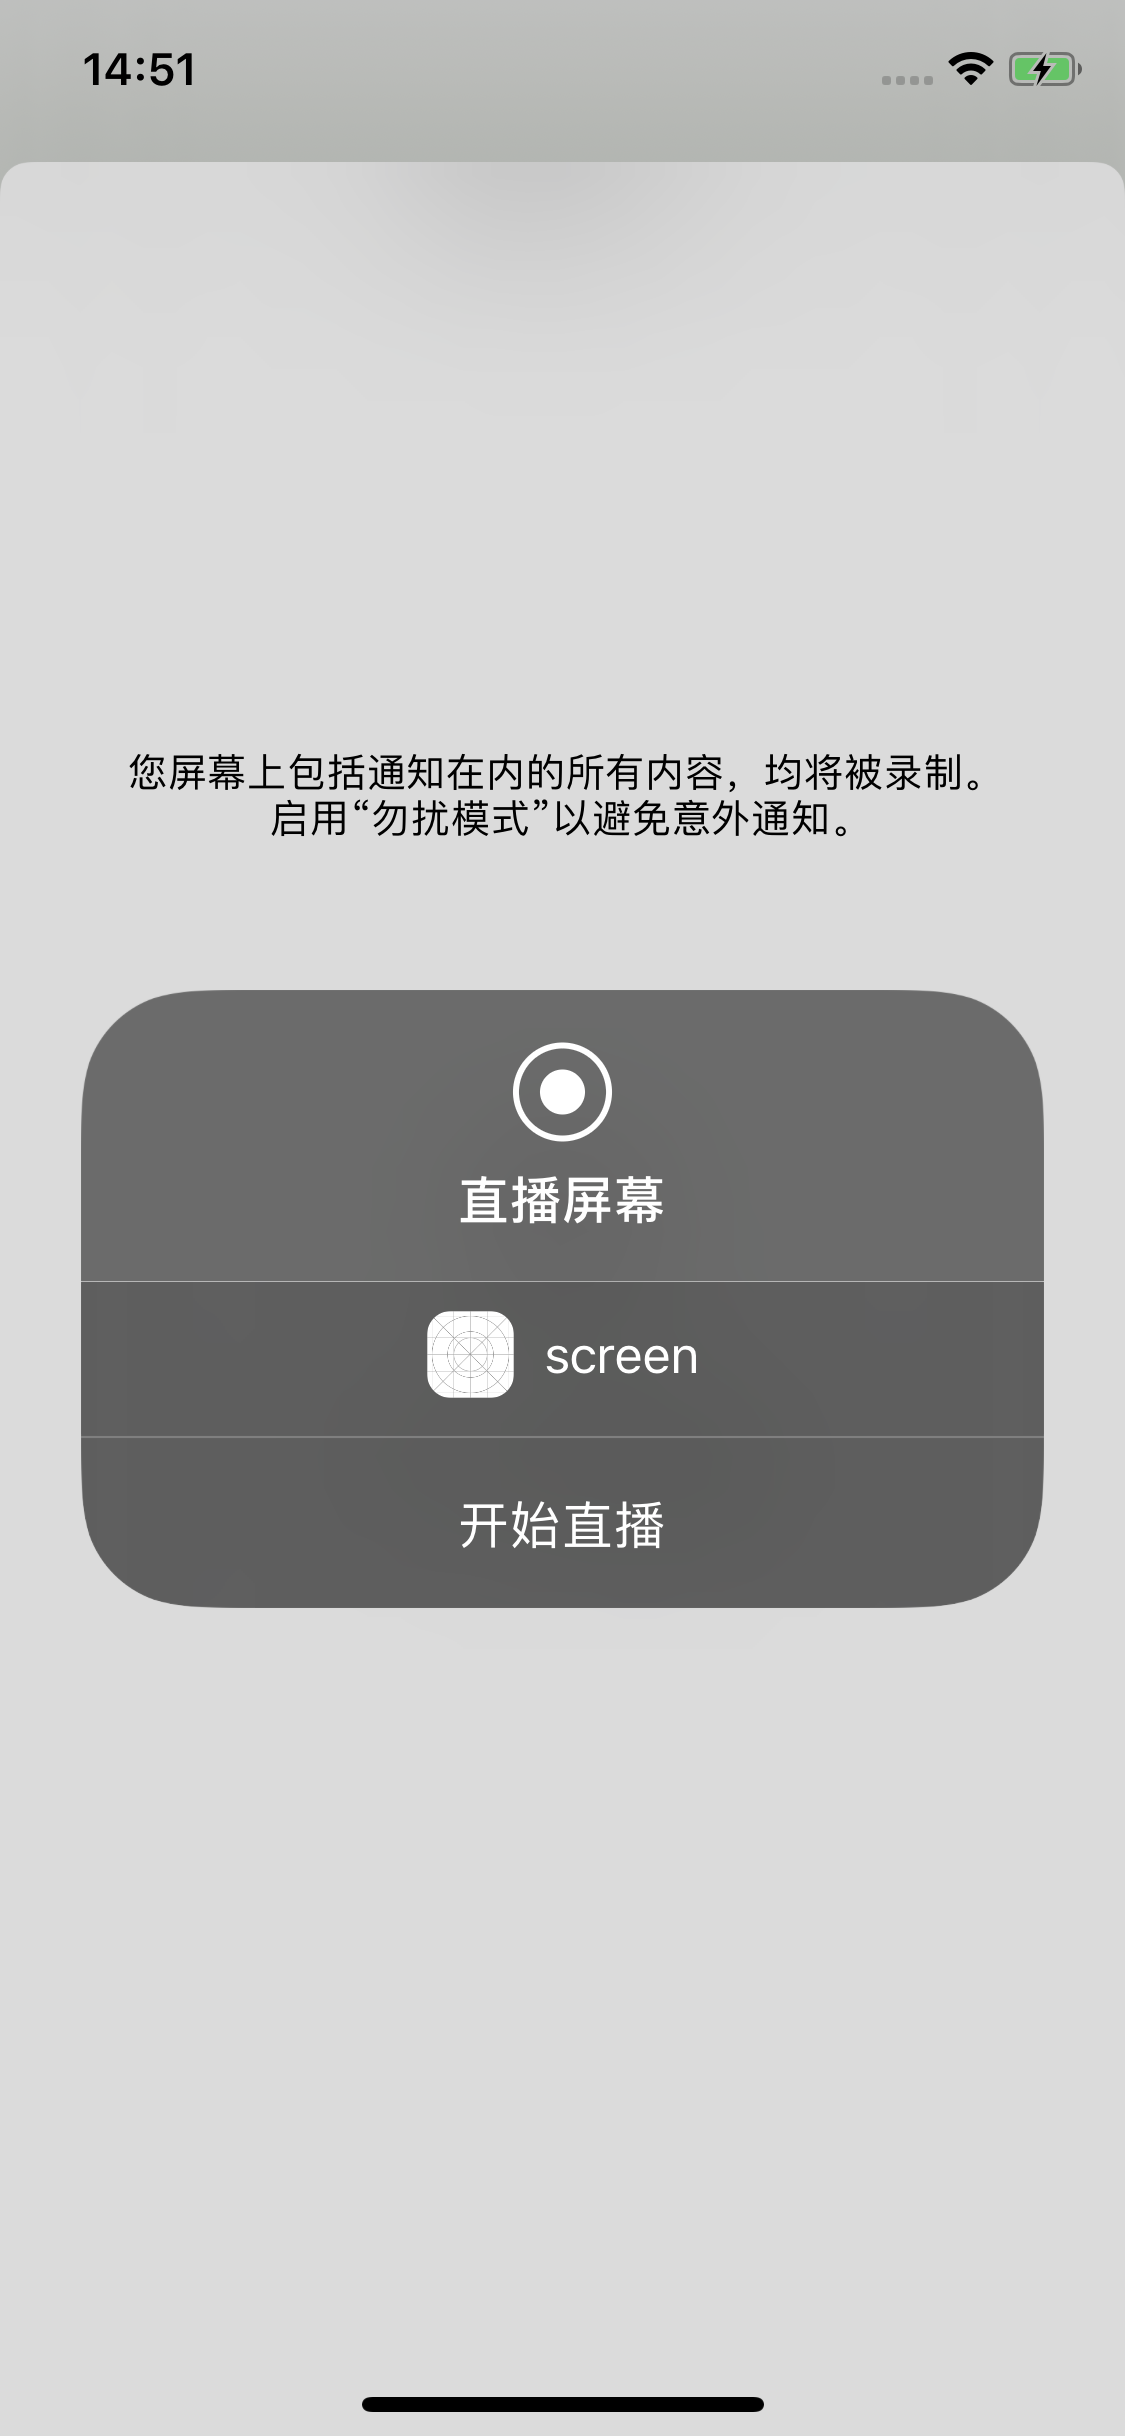 14:51
您屏幕上包括通知在内的所有内容，均将被录制。
启用“勿扰模式”以避免意外通知。
直播屏幕
screen
开始直播